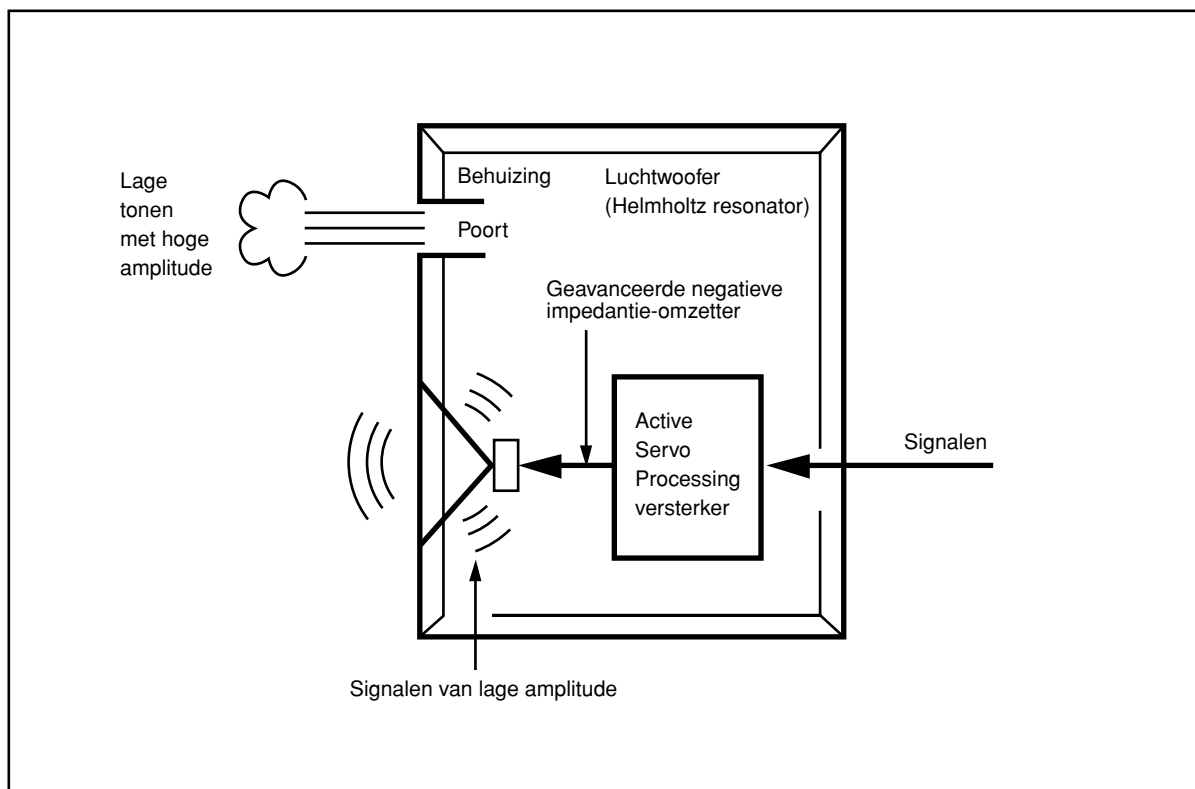 Lage
tonen
met hoge
amplitude
Behuizing
Poort
Luchtwoofer
(Helmholtz resonator)
Geavanceerde negatieve
impedantie-omzetter
Active
Servo
Processing
versterker
Signalen
Signalen van lage amplitude